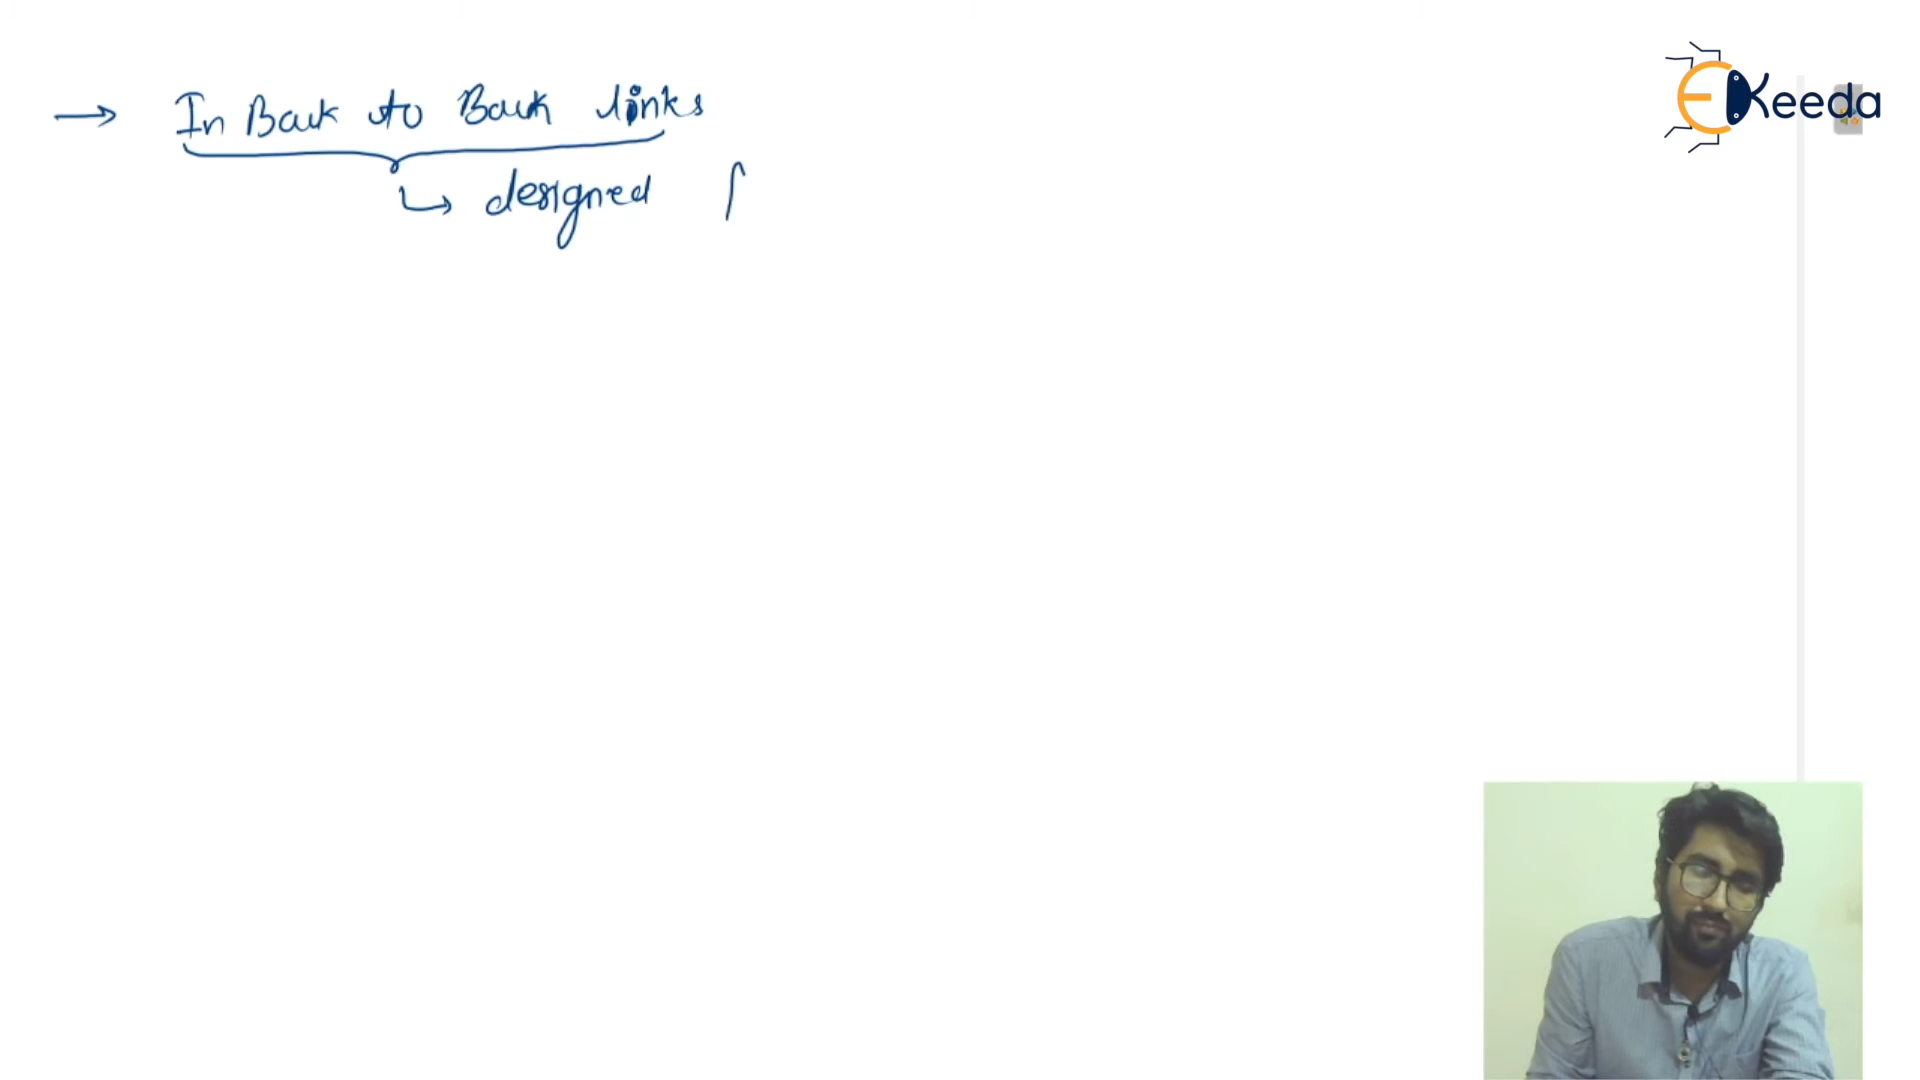 → In Back to Back links
↳ designed f
EKeeda